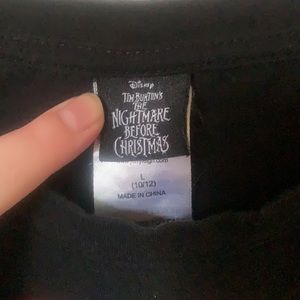 Disney
TIM BURTON'S
THE
NIGHTMARE
BEFORE
CHRISTMAS
L
(10/12)
MADE IN CHINA